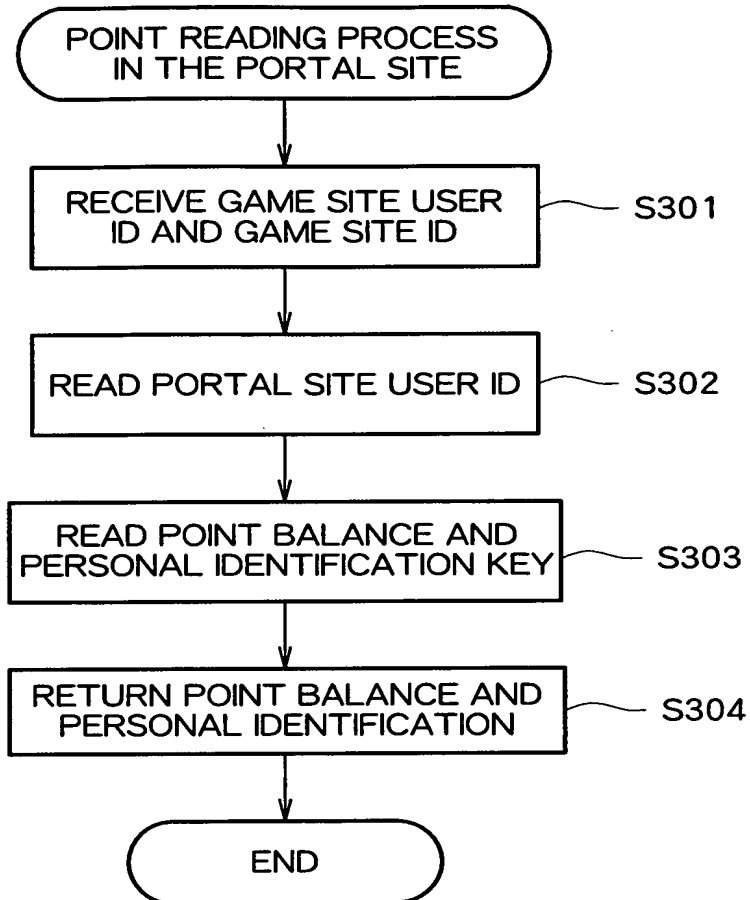 POINT READING PROCESS
IN THE PORTAL SITE
RECEIVE GAME SITE USER
ID AND GAME SITE ID
S301
READ PORTAL SITE USER ID
S302
READ POINT BALANCE AND
PERSONAL IDENTIFICATION KEY
S303
RETURN POINT BALANCE AND
PERSONAL IDENTIFICATION
S304
END